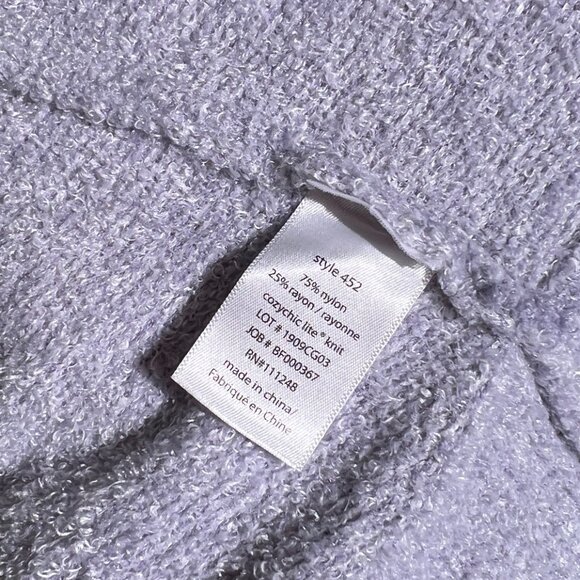 style 452
75% nylon
25% rayon / rayonne
cozychic lite® knit
LOT # 1909CG03
JOB # BF000367
RN#111248
made in china/
Fabriqué en Chine